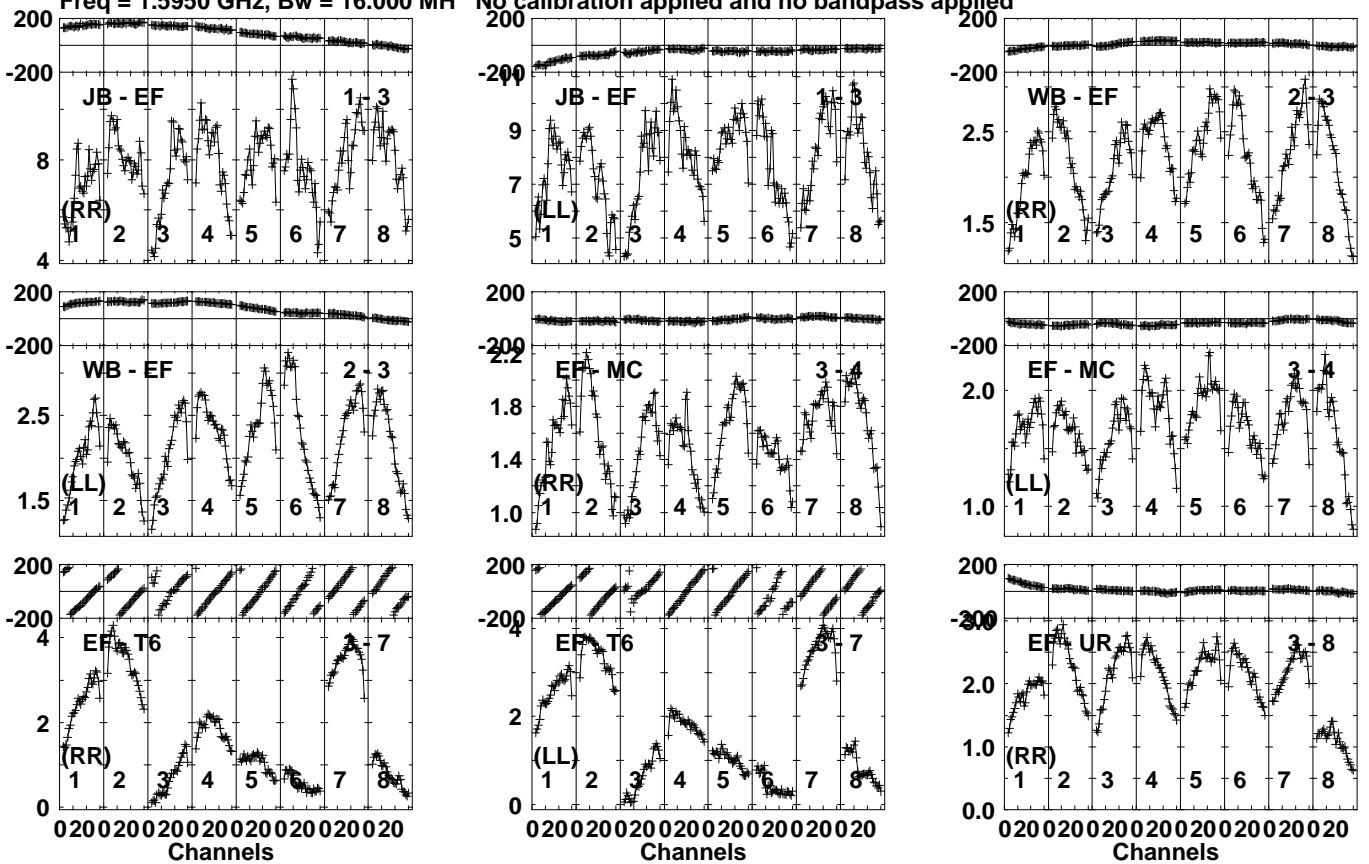 Freq = 1.5950 GHz, Bw = 16.000 MH No calibration applied and no bandpass applied
200
-200
JB - EF 1 - 3
8
(RR)
1 2 3 4 5 6 7 8
4
200
-200
11
JB - EF 1 - 3
9
7
(LL)
5
1 2 3 4 5 6 7 8
200
-200
WB - EF 2 - 3
2.5
(RR)
1.5
1 2 3 4 5 6 7 8
200
-200
WB - EF 2 - 3
2.5
(LL)
1.5
1 2 3 4 5 6 7 8
200
-200
2.2
EF - MC 3 - 4
1.8
1.4
(RR)
1.0
1 2 3 4 5 6 7 8
200
-200
EF - MC 3 - 4
2.0
(LL)
1.0
1 2 3 4 5 6 7 8
200
-200
4
EF - T6 3 - 7
2
(RR)
1 2 3 4 5 6 7 8
0
0 20 0 20 0 20 0 20 0 20 0 20 0 20 0 20
Channels
200
-200
4
EF - T6 3 - 7
2
(LL)
1 2 3 4 5 6 7 8
0
0 20 0 20 0 20 0 20 0 20 0 20 0 20 0 20
Channels
200
-200
3.0
EF - UR 3 - 8
2.0
1.0
(RR)
1 2 3 4 5 6 7 8
0.0
0 20 0 20 0 20 0 20 0 20 0 20 0 20 0 20
Channels